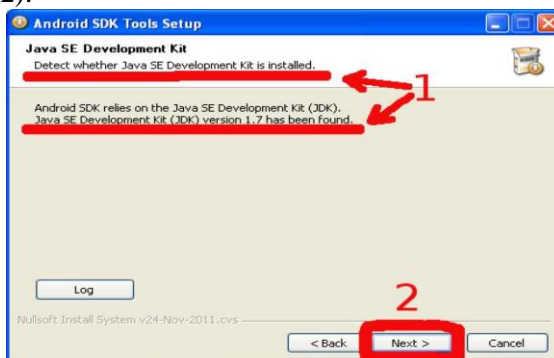 2).
Android SDK Tools Setup
Java SE Development Kit
Detect whether Java SE Development Kit is installed.
1
Android SDK relies on the Java SE Development Kit (JDK).
Java SE Development Kit (JDK) version 1.7 has been found.
Log
2
Nullsoft Install System v24-Nov-2011.cvs
< Back
Next >
Cancel